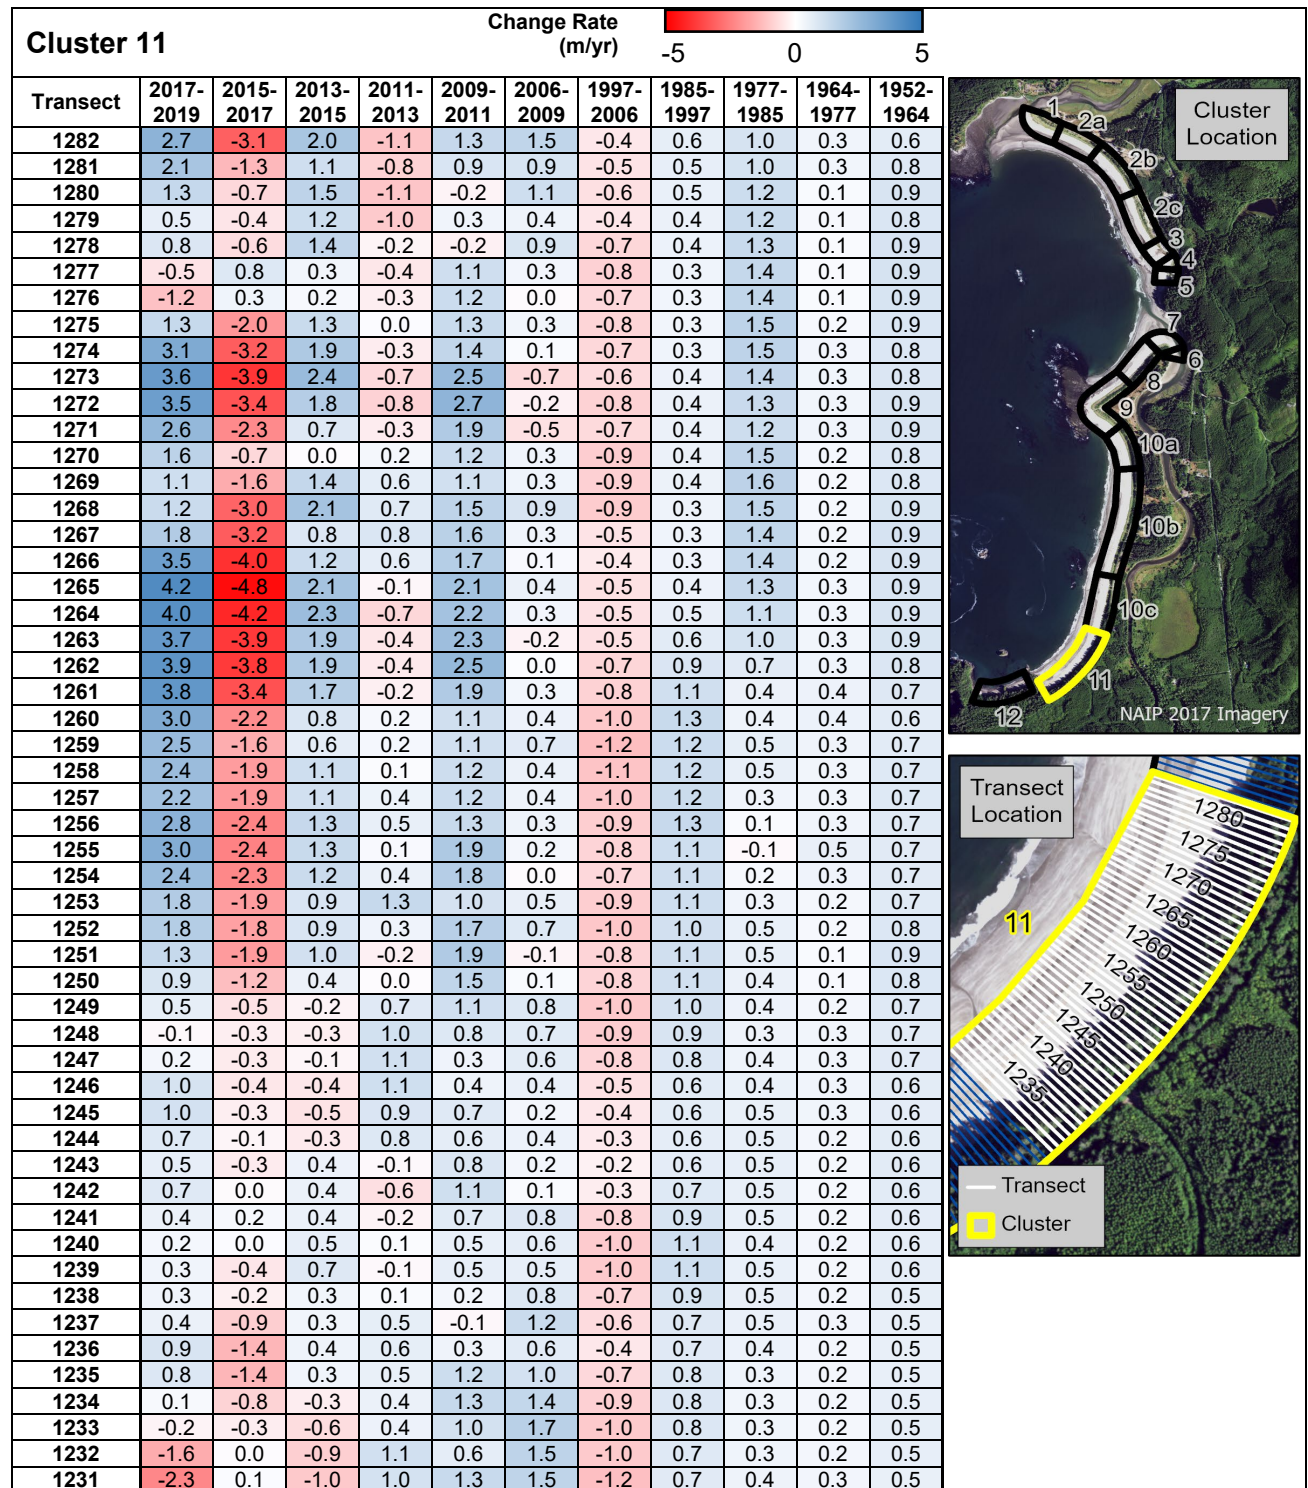 Cluster 11
Change Rate
(m/yr)
-5 0 5
Transect 2017-2019 2015-2017 2013-2015 2011-2013 2009-2011 2006-2009 1997-2006 1985-1997 1977-1985 1964-1977 1952-1964
1282 2.7 -3.1 2.0 -1.1 1.3 1.5 -0.4 0.6 1.0 0.3 0.6
1281 2.1 -1.3 1.1 -0.8 0.9 0.9 -0.5 0.5 1.0 0.3 0.8
1280 1.3 -0.7 1.5 -1.1 -0.2 1.1 -0.6 0.5 1.2 0.1 0.9
1279 0.5 -0.4 1.2 -1.0 0.3 0.4 -0.4 0.4 1.2 0.1 0.8
1278 0.8 -0.6 1.4 -0.2 -0.2 0.9 -0.7 0.4 1.3 0.1 0.9
1277 -0.5 0.8 0.3 -0.4 1.1 0.3 -0.8 0.3 1.4 0.1 0.9
1276 -1.2 0.3 0.2 -0.3 1.2 0.0 -0.7 0.3 1.4 0.1 0.9
1275 1.3 -2.0 1.3 0.0 1.3 0.3 -0.8 0.3 1.5 0.2 0.9
1274 3.1 -3.2 1.9 -0.3 1.4 0.1 -0.7 0.3 1.5 0.3 0.8
1273 3.6 -3.9 2.4 -0.7 2.5 -0.7 -0.6 0.4 1.4 0.3 0.8
1272 3.5 -3.4 1.8 -0.8 2.7 -0.2 -0.8 0.4 1.3 0.3 0.9
1271 2.6 -2.3 0.7 -0.3 1.9 -0.5 -0.7 0.4 1.2 0.3 0.9
1270 1.6 -0.7 0.0 0.2 1.2 0.3 -0.9 0.4 1.5 0.2 0.8
1269 1.1 -1.6 1.4 0.6 1.1 0.3 -0.9 0.4 1.6 0.2 0.8
1268 1.2 -3.0 2.1 0.7 1.5 0.9 -0.9 0.3 1.5 0.2 0.9
1267 1.8 -3.2 0.8 0.8 1.6 0.3 -0.5 0.3 1.4 0.2 0.9
1266 3.5 -4.0 1.2 0.6 1.7 0.1 -0.4 0.3 1.4 0.2 0.9
1265 4.2 -4.8 2.1 -0.1 2.1 0.4 -0.5 0.4 1.3 0.3 0.9
1264 4.0 -4.2 2.3 -0.7 2.2 0.3 -0.5 0.5 1.1 0.3 0.9
1263 3.7 -3.9 1.9 -0.4 2.3 -0.2 -0.5 0.6 1.0 0.3 0.9
1262 3.9 -3.8 1.9 -0.4 2.5 0.0 -0.7 0.9 0.7 0.3 0.8
1261 3.8 -3.4 1.7 -0.2 1.9 0.3 -0.8 1.1 0.4 0.4 0.7
1260 3.0 -2.2 0.8 0.2 1.1 0.4 -1.0 1.3 0.4 0.4 0.6
1259 2.5 -1.6 0.6 0.2 1.1 0.7 -1.2 1.2 0.5 0.3 0.7
1258 2.4 -1.9 1.1 0.1 1.2 0.4 -1.1 1.2 0.5 0.3 0.7
1257 2.2 -1.9 1.1 0.4 1.2 0.4 -1.0 1.2 0.3 0.3 0.7
1256 2.8 -2.4 1.3 0.5 1.3 0.3 -0.9 1.3 0.1 0.3 0.7
1255 3.0 -2.4 1.3 0.1 1.9 0.2 -0.8 1.1 -0.1 0.5 0.7
1254 2.4 -2.3 1.2 0.4 1.8 0.0 -0.7 1.1 0.2 0.3 0.7
1253 1.8 -1.9 0.9 1.3 1.0 0.5 -0.9 1.1 0.3 0.2 0.7
1252 1.8 -1.8 0.9 0.3 1.7 0.7 -1.0 1.0 0.5 0.2 0.8
1251 1.3 -1.9 1.0 -0.2 1.9 -0.1 -0.8 1.1 0.5 0.1 0.9
1250 0.9 -1.2 0.4 0.0 1.5 0.1 -0.8 1.1 0.4 0.1 0.8
1249 0.5 -0.5 -0.2 0.7 1.1 0.8 -1.0 1.0 0.4 0.2 0.7
1248 -0.1 -0.3 -0.3 1.0 0.8 0.7 -0.9 0.9 0.3 0.3 0.7
1247 0.2 -0.3 -0.1 1.1 0.3 0.6 -0.8 0.8 0.4 0.3 0.7
1246 1.0 -0.4 -0.4 1.1 0.4 0.4 -0.5 0.6 0.4 0.3 0.6
1245 1.0 -0.3 -0.5 0.9 0.7 0.2 -0.4 0.6 0.5 0.3 0.6
1244 0.7 -0.1 -0.3 0.8 0.6 0.4 -0.3 0.6 0.5 0.2 0.6
1243 0.5 -0.3 0.4 -0.1 0.8 0.2 -0.2 0.6 0.5 0.2 0.6
1242 0.7 0.0 0.4 -0.6 1.1 0.1 -0.3 0.7 0.5 0.2 0.6
1241 0.4 0.2 0.4 -0.2 0.7 0.8 -0.8 0.9 0.5 0.2 0.6
1240 0.2 0.0 0.5 0.1 0.5 0.6 -1.0 1.1 0.4 0.2 0.6
1239 0.3 -0.4 0.7 -0.1 0.5 0.5 -1.0 1.1 0.5 0.2 0.6
1238 0.3 -0.2 0.3 0.1 0.2 0.8 -0.7 0.9 0.5 0.2 0.5
1237 0.4 -0.9 0.3 0.5 -0.1 1.2 -0.6 0.7 0.5 0.3 0.5
1236 0.9 -1.4 0.4 0.6 0.3 0.6 -0.4 0.7 0.4 0.2 0.5
1235 0.8 -1.4 0.3 0.5 1.2 1.0 -0.7 0.8 0.3 0.2 0.5
1234 0.1 -0.8 -0.3 0.4 1.3 1.4 -0.9 0.8 0.3 0.2 0.5
1233 -0.2 -0.3 -0.6 0.4 1.0 1.7 -1.0 0.8 0.3 0.2 0.5
1232 -1.6 0.0 -0.9 1.1 0.6 1.5 -1.0 0.7 0.3 0.2 0.5
1231 -2.3 0.1 -1.0 1.0 1.3 1.5 -1.2 0.7 0.4 0.3 0.5
Cluster
Location
1
2a
2b
2c
3
4
5
7
6
8
9
10a
10b
10c
11
12
NAIP 2017 Imagery
Transect
Location
1280
1275
1270
1265
1260
1255
1250
1245
1240
1235
11
Transect
Cluster